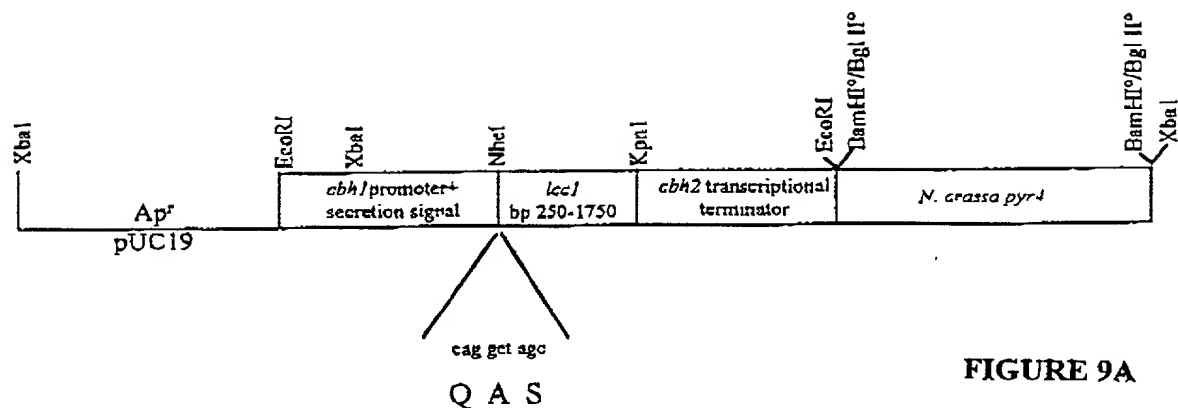 XbaI
EcoRI
XbaI
NheI
KpnI
EcoRI
BamHI°/Bgl II°
BamHI°/Bgl II°
XbaI
Apʳ
pUC19
cbh1 promoter+
secretion signal
lcc1
bp 250-1750
cbh2 transcriptional
terminator
N. crassa pyr4
cag gct agc
Q A S
FIGURE 9A